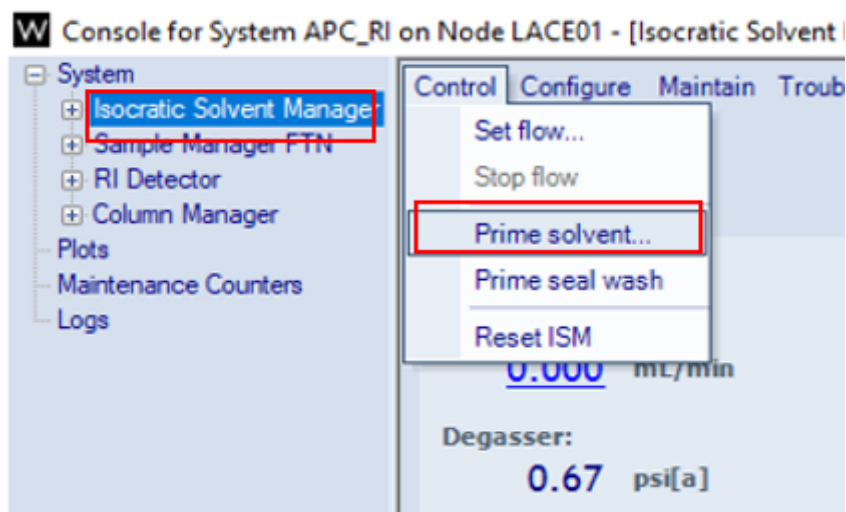 W Console for System APC_RI on Node LACE01 - [Isocratic Solvent
System
Isocratic Solvent Manager
Sample Manager FTN
RI Detector
Column Manager
Plots
Maintenance Counters
Logs
Control Configure Maintain Troub
Set flow...
Stop flow
Prime solvent...
Prime seal wash
Reset ISM
0.000 mL/min
Degasser:
0.67 psi[a]